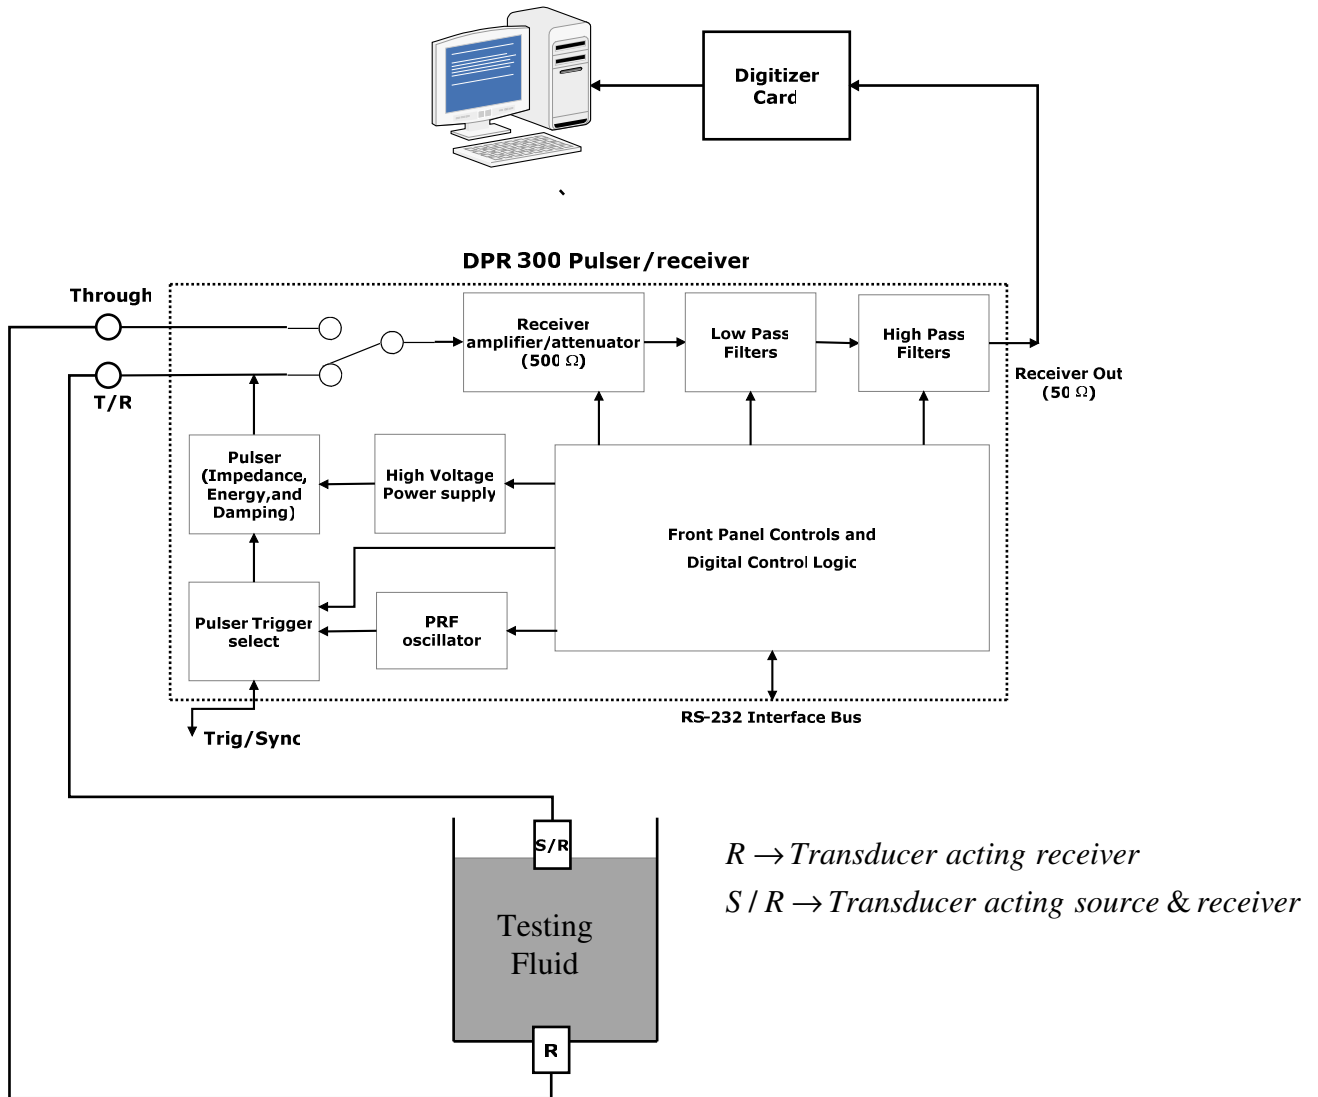 Digitizer
Card
DPR 300 Pulser/receiver
Through
T/R
Receiver
amplifier/attenuator
(500 Ω)
Low Pass
Filters
High Pass
Filters
Receiver Out
(50 Ω)
Pulser
(Impedance,
Energy,and
Damping)
High Voltage
Power supply
Front Panel Controls and
Digital Control Logic
Pulser Trigger
select
PRF
oscillator
Trig/Sync
RS-232 Interface Bus
S/R
Testing
Fluid
R
R → Transducer acting receiver
S / R → Transducer acting source & receiver